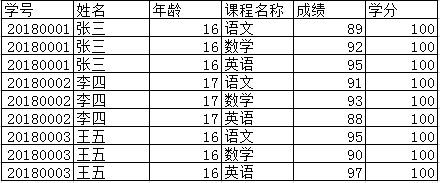 学号 姓名 年龄 课程名称 成绩 学分
20180001 张三 16 语文 89 100
20180001 张三 16 数学 92 100
20180001 张三 16 英语 95 100
20180002 李四 17 语文 91 100
20180002 李四 17 数学 93 100
20180002 李四 17 英语 88 100
20180003 王五 16 语文 95 100
20180003 王五 16 数学 90 100
20180003 王五 16 英语 97 100